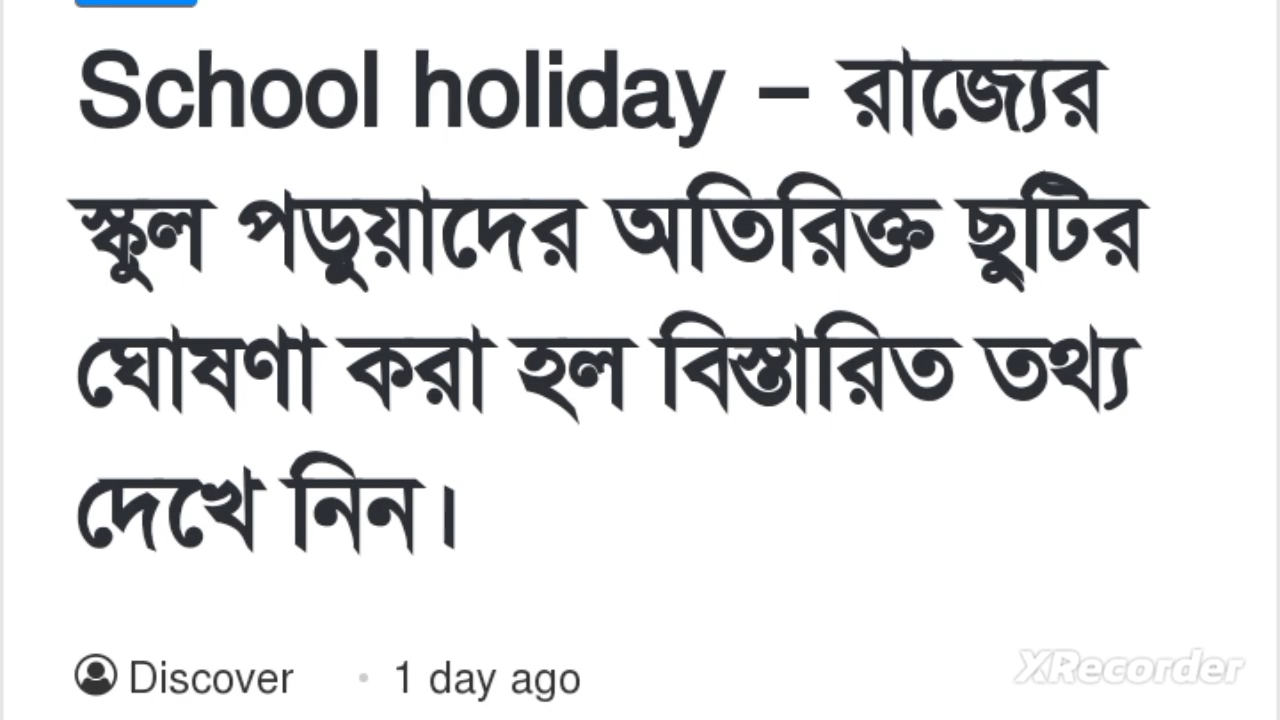 School holiday – রাজ্যের
স্কুল পড়ুয়াদের অতিরিক্ত ছুটির
ঘোষণা করা হল বিস্তারিত তথ্য
দেখে নিন।
Discover • 1 day ago
XRecorder